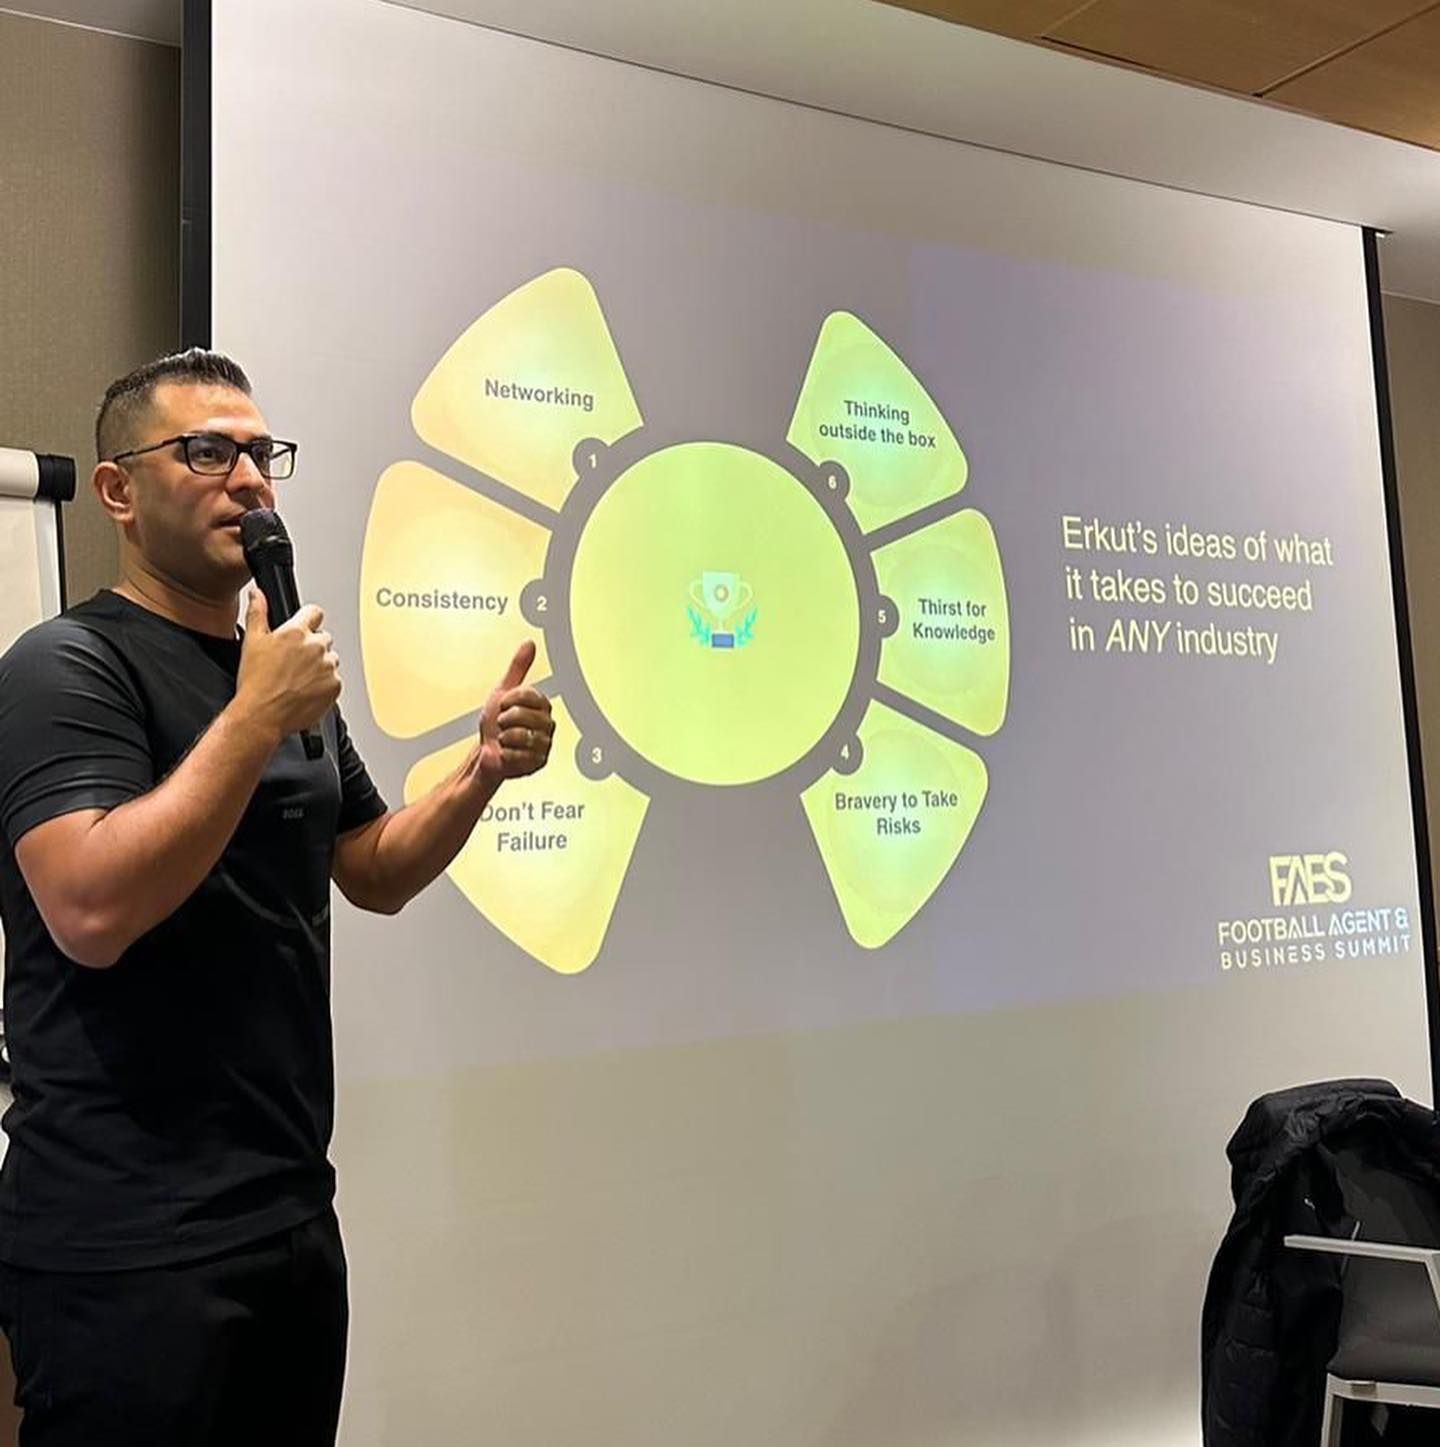 Networking
1
Consistency
2
3
Don't Fear
Failure
4
Bravery to Take
Risks
5
Thirst for
Knowledge
6
Thinking
outside the box
Erkut's ideas of what
it takes to succeed
in ANY industry
FAES
FOOTBALL AGENT &
BUSINESS SUMMIT
BOSS